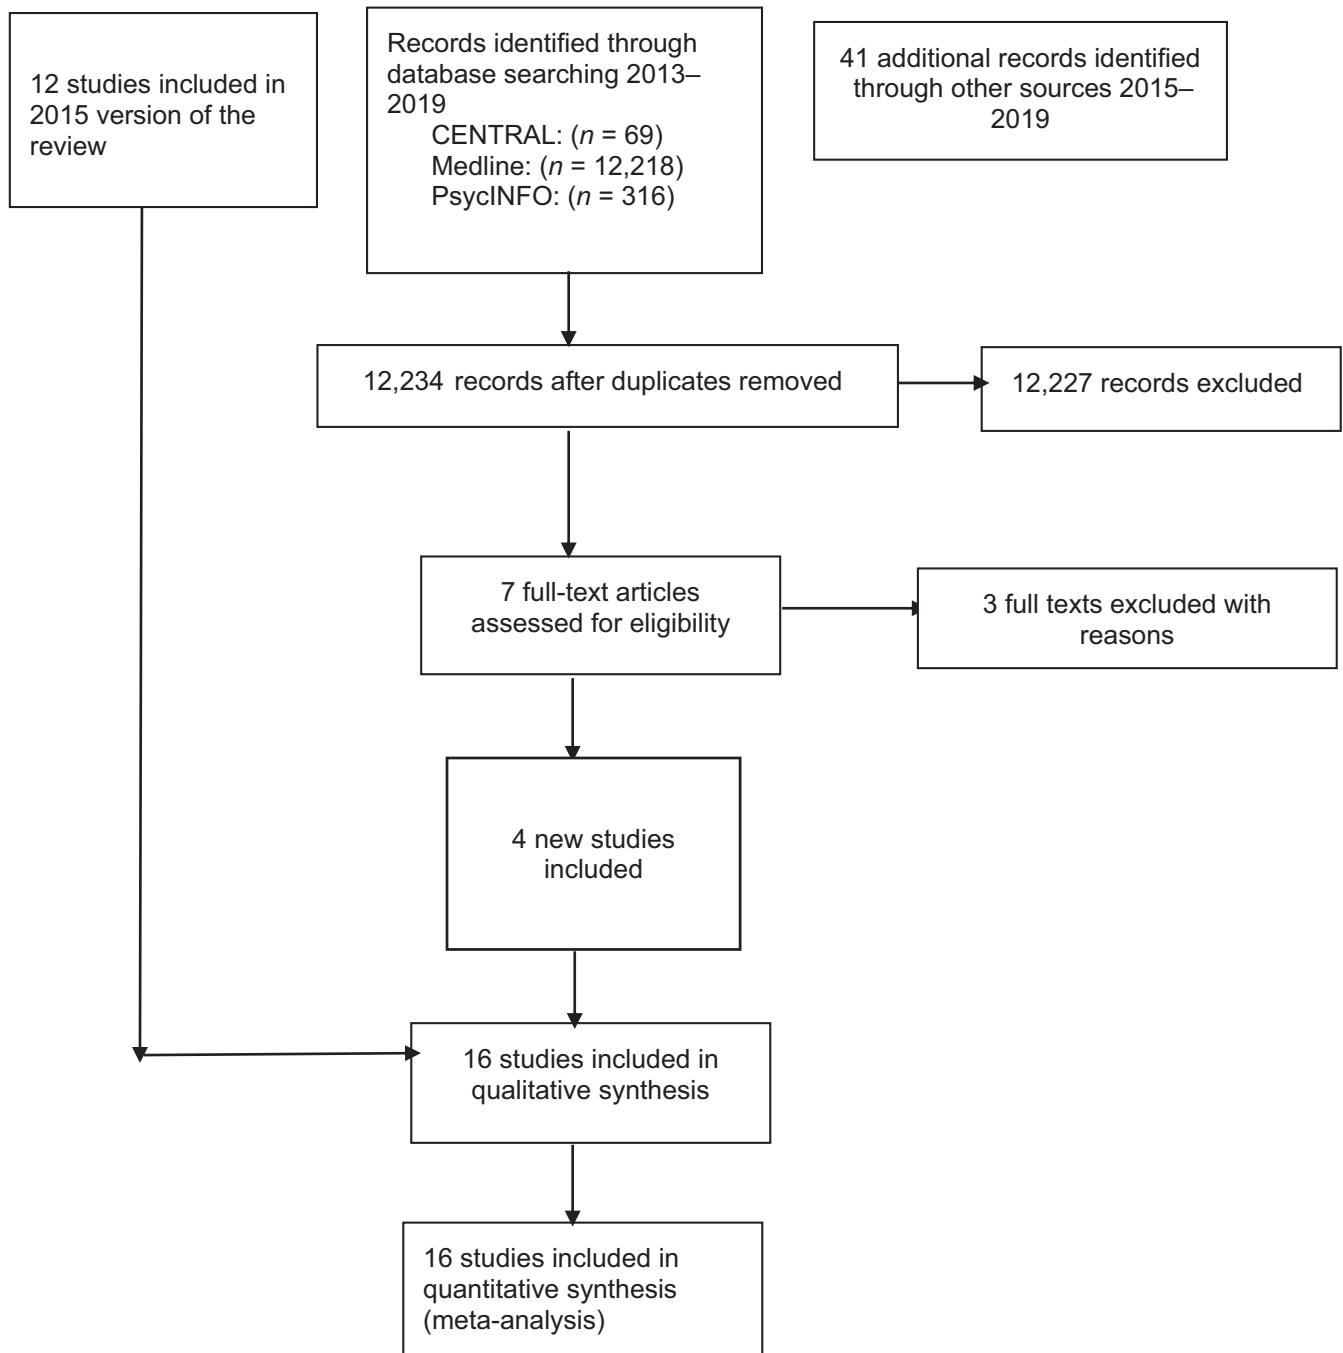 12 studies included in
2015 version of the
review
Records identified through
database searching 2013–
2019
CENTRAL: (n = 69)
Medline: (n = 12,218)
PsycINFO: (n = 316)
41 additional records identified
through other sources 2015–
2019
12,234 records after duplicates removed
12,227 records excluded
7 full-text articles
assessed for eligibility
3 full texts excluded with
reasons
4 new studies
included
16 studies included in
qualitative synthesis
16 studies included in
quantitative synthesis
(meta-analysis)